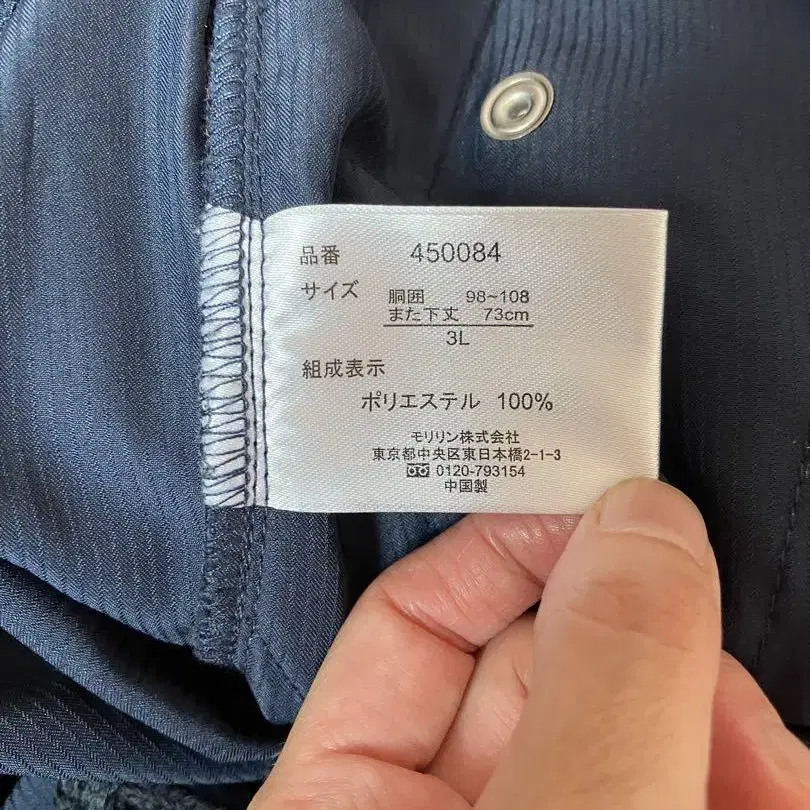 品番 450084
サイズ 胴囲 98~108
また下丈 73cm
3L
組成表示
ポリエステル 100%
モリリン株式会社
東京都中央区東日本橋2-1-3
0120-793154
中国製